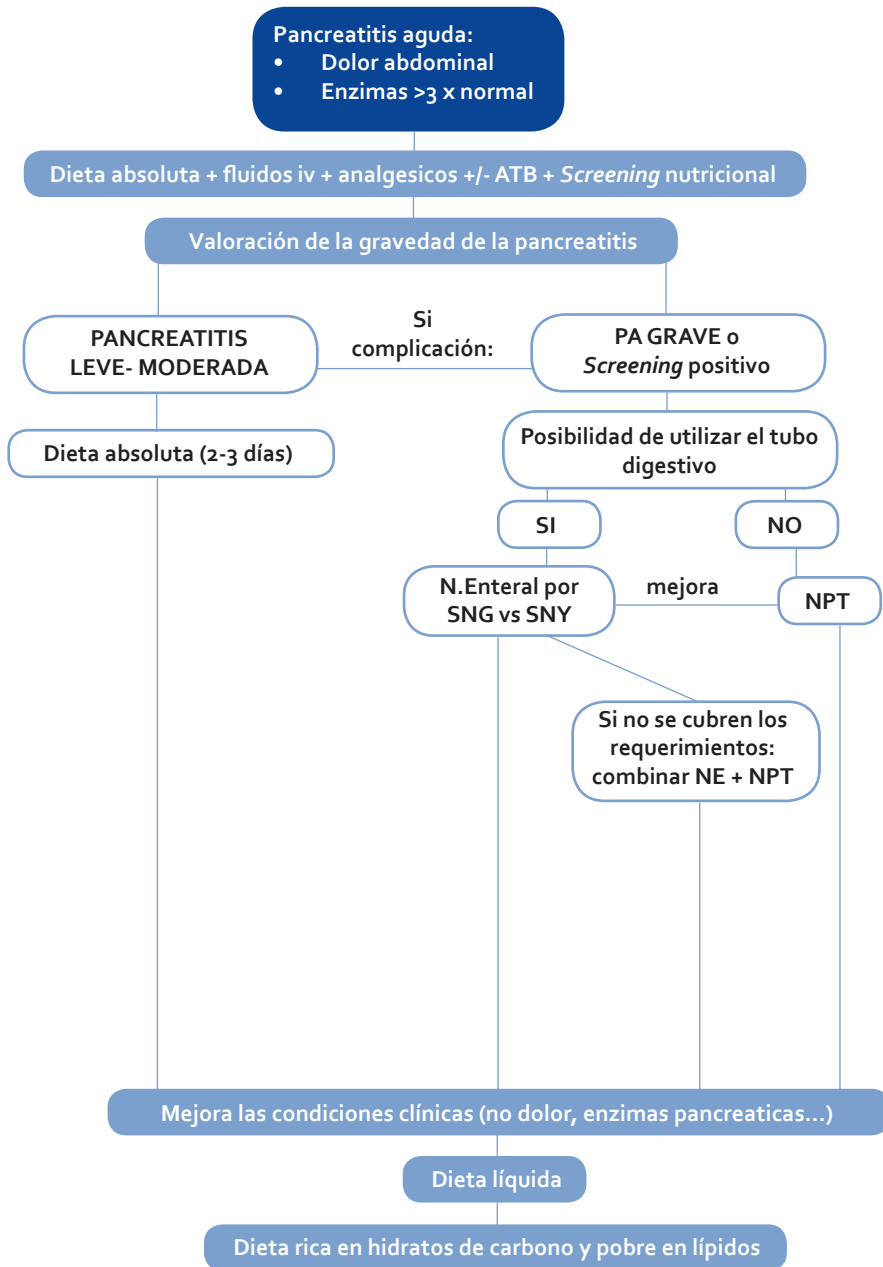 Pancreatitis aguda:
• Dolor abdominal
• Enzimas >3 x normal
Dieta absoluta + fluidos iv + analgesicos +/- ATB + Screening nutricional
Valoración de la gravedad de la pancreatitis
PANCREATITIS
LEVE- MODERADA
Si
complicación:
PA GRAVE o
Screening positivo
Dieta absoluta (2-3 días)
Posibilidad de utilizar el tubo
digestivo
SI
NO
N.Enteral por
SNG vs SNY
mejora
NPT
Si no se cubren los
requerimientos:
combinar NE + NPT
Mejora las condiciones clínicas (no dolor, enzimas pancreaticas...)
Dieta líquida
Dieta rica en hidratos de carbono y pobre en lípidos